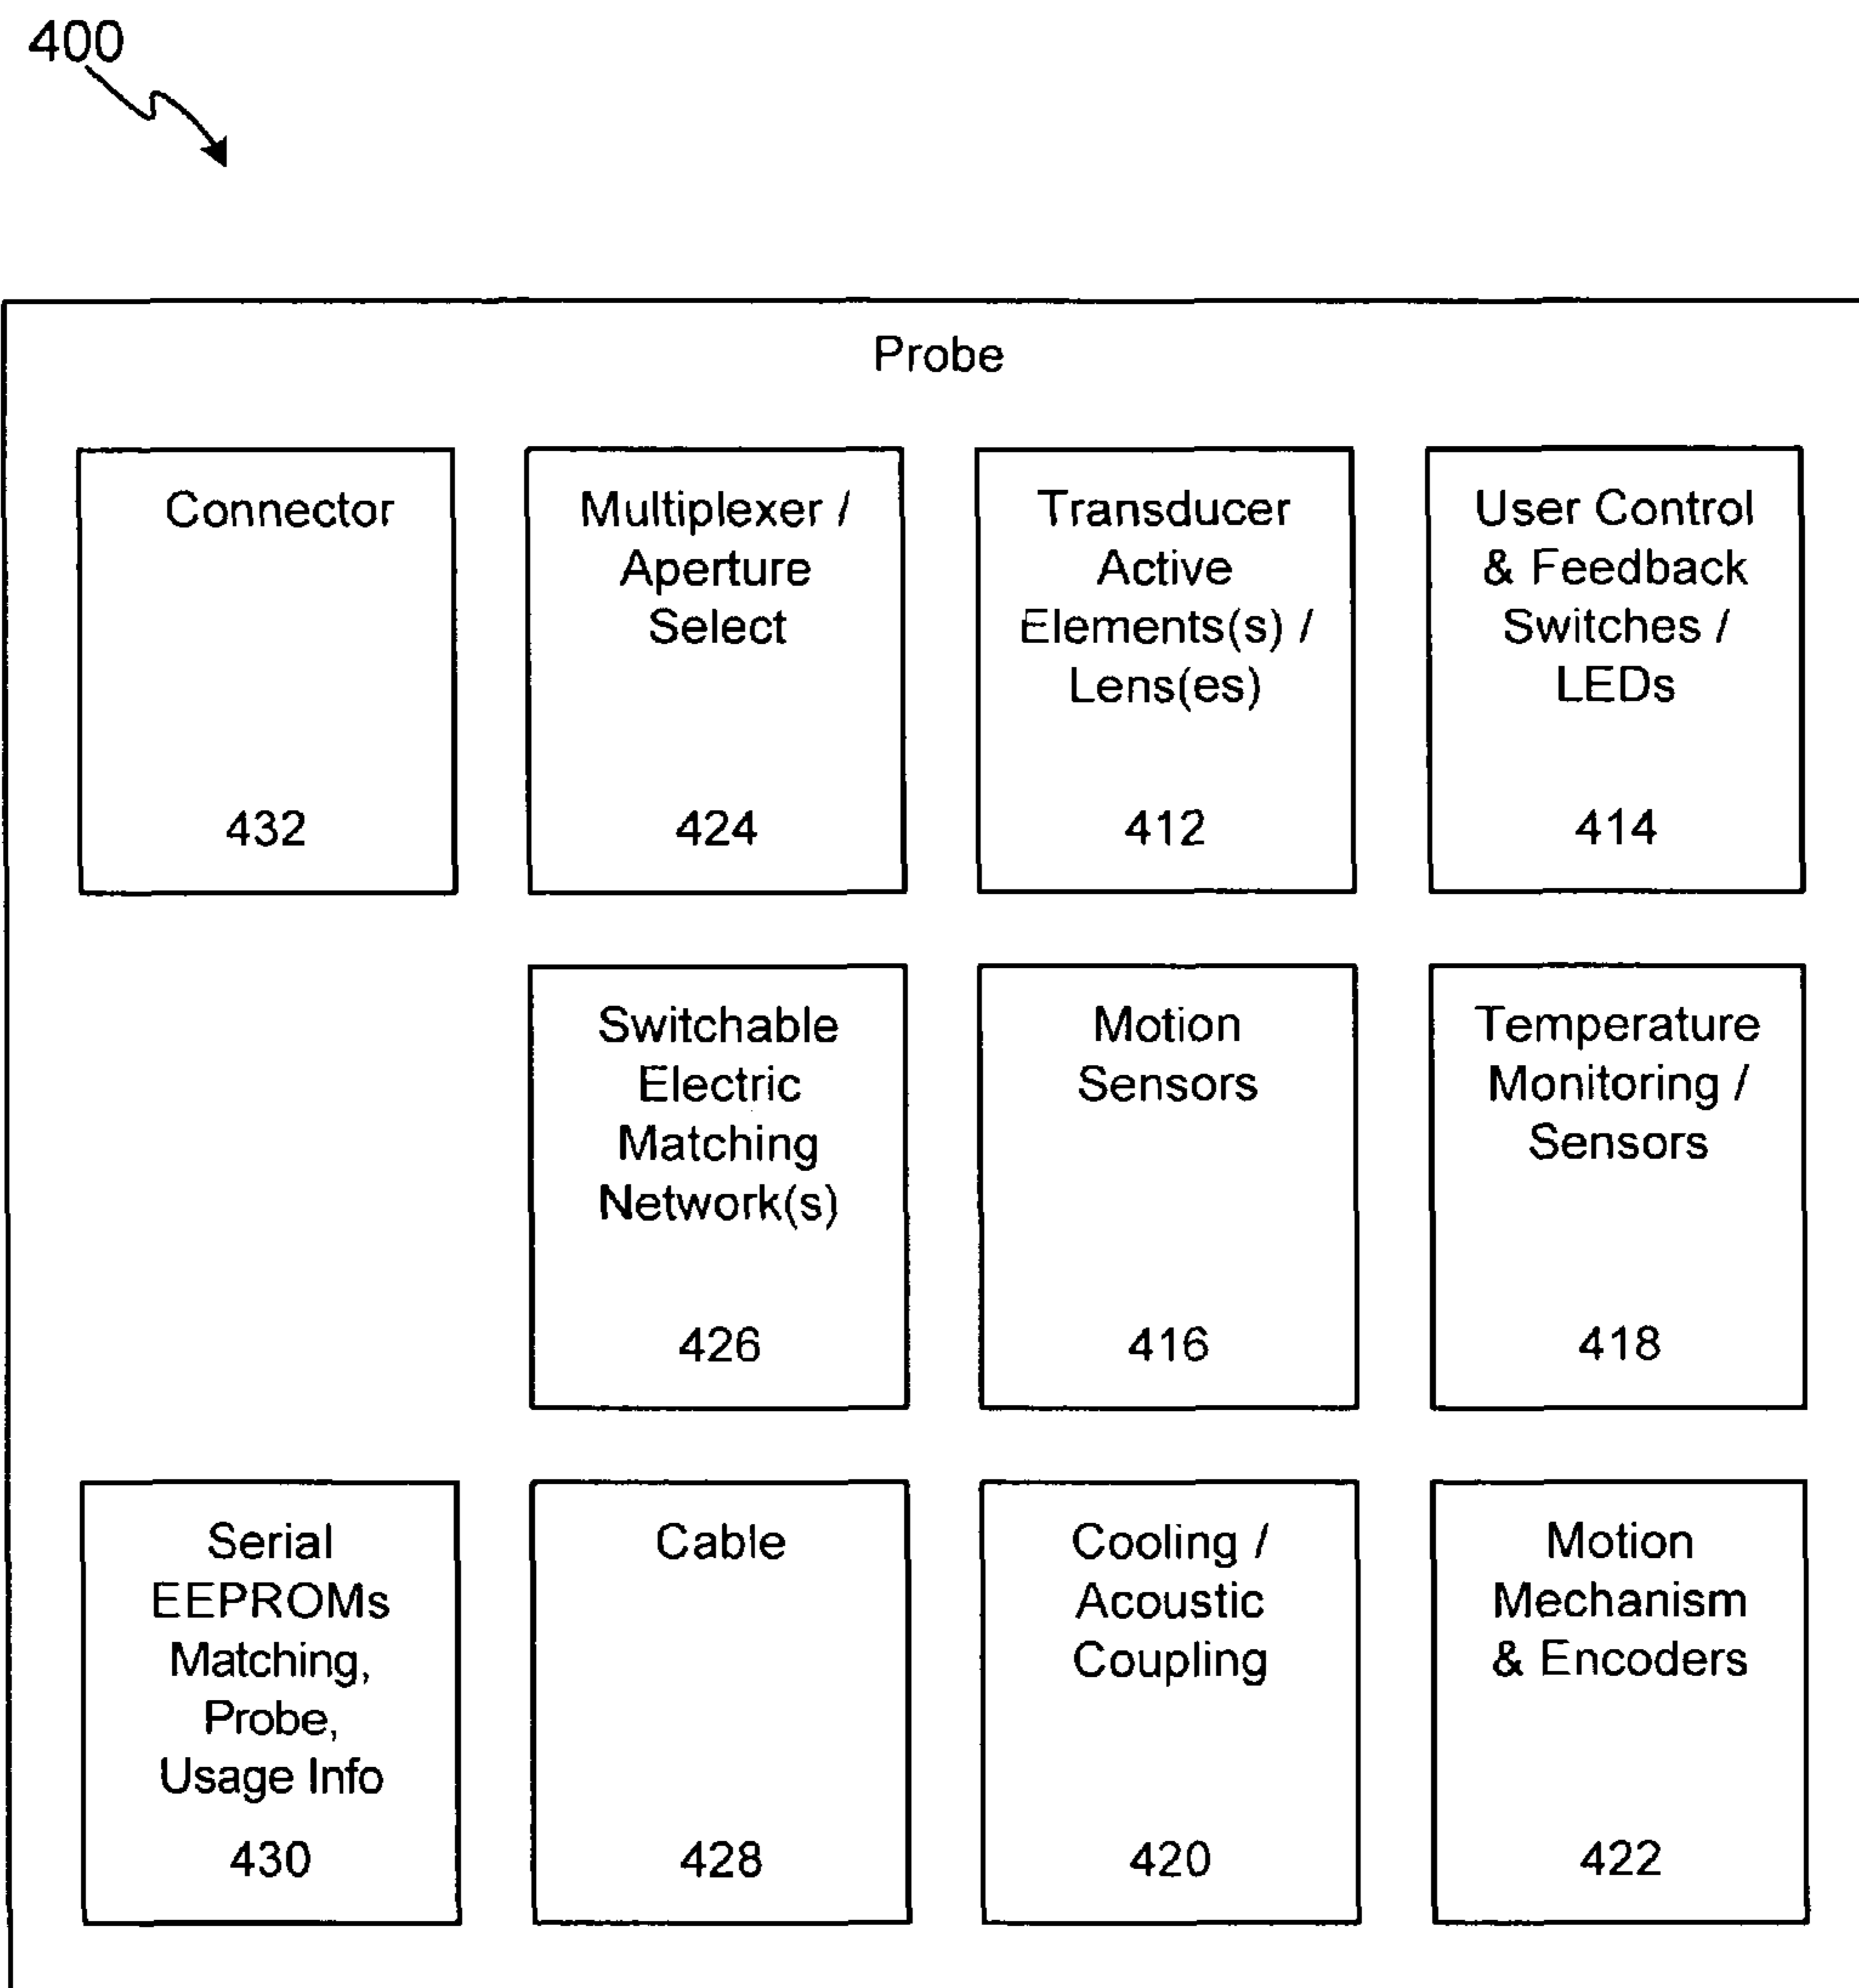 400
Probe
Connector
432
Multiplexer /
Aperture
Select
424
Transducer
Active
Elements(s) /
Lens(es)
412
User Control
& Feedback
Switches /
LEDs
414
Switchable
Electric
Matching
Network(s)
426
Motion
Sensors
416
Temperature
Monitoring /
Sensors
418
Serial
EEPROMs
Matching,
Probe,
Usage Info
430
Cable
428
Cooling /
Acoustic
Coupling
420
Motion
Mechanism
& Encoders
422